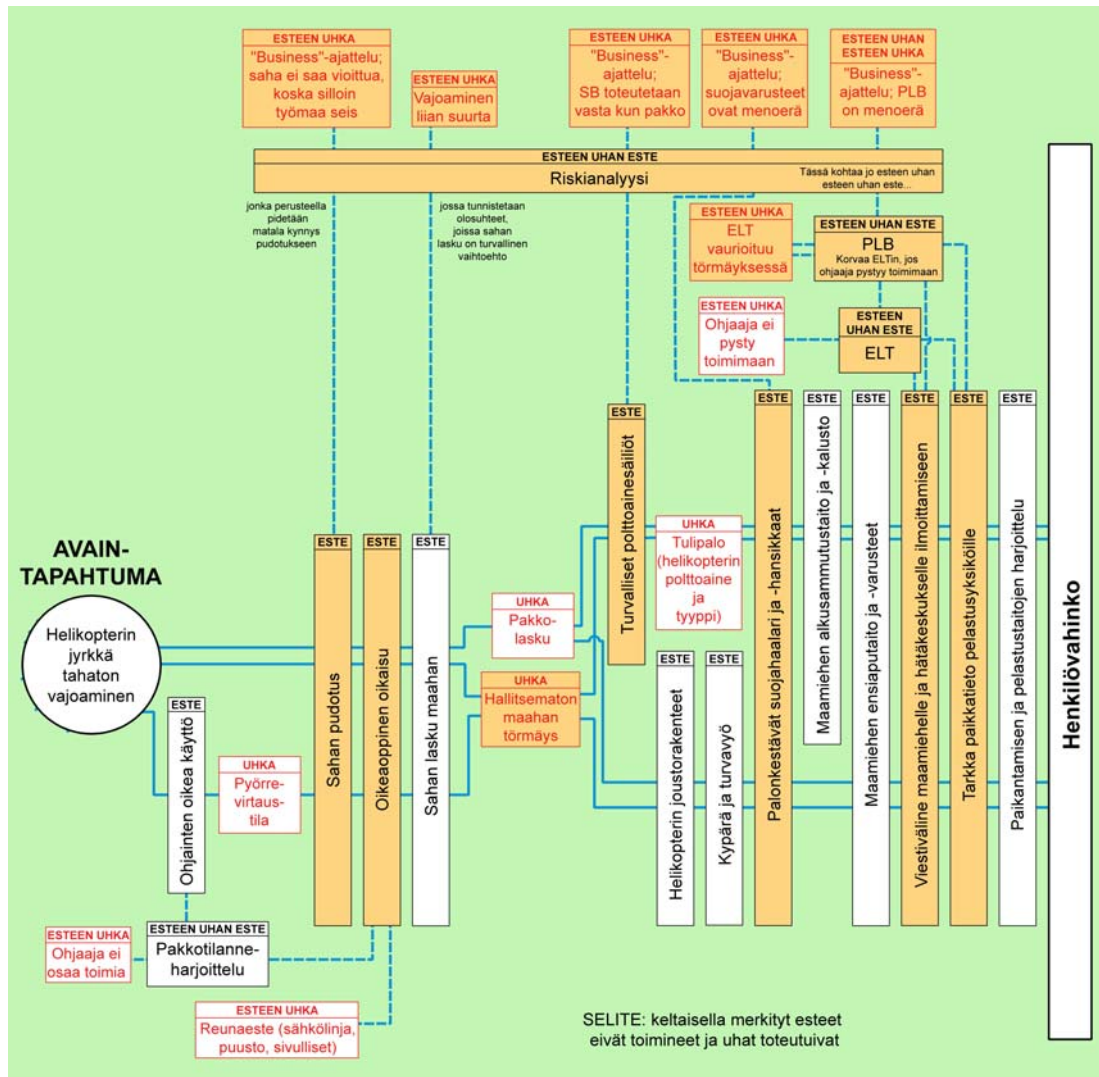 ESTEEN UHKA
"Business"-ajattelu;
saha ei saa vioittua,
koska silloin
työmaa seis
ESTEEN UHKA
Vajoaminen
liian suurta
ESTEEN UHKA
"Business"-
ajattelu;
SB toteutetaan
vasta kun pakko
ESTEEN UHKA
"Business"-
ajattelu;
suojavarusteet
ovat menoerä
ESTEEN UHAN
ESTEEN UHKA
"Business"-
ajattelu; PLB
on menoerä
ESTEEN UHAN ESTE
Riskianalyysi
Tässä kohtaa jo esteen uhan
esteen uhan este...
jonka perusteella
pidetään
matala kynnys
pudotukseen
jossa tunnistetaan
olosuhteet,
joissa sahan
lasku on turvallinen
vaihtoehto
ESTEEN UHKA
ELT
vaurioituu
törmäyksessä
ESTEEN UHAN ESTE
PLB
Korvaa ELTin, jos
ohjaaja pystyy toimimaan
ESTEEN UHKA
Ohjaaja ei
pysty
toimimaan
ESTEEN
UHAN ESTE
ELT
AVAIN-
TAPAHTUMA
Helikopterin
jyrkkä
tahaton
vajoaminen
ESTE
Ohjainten oikea käyttö
UHKA
Pyörre-
virtaus-
tila
ESTE
Sahan pudotus
ESTE
Oikeaoppinen oikaisu
ESTE
Sahan lasku maahan
UHKA
Pakko-
lasku
UHKA
Hallitsematon
maahan
törmäys
ESTE
Turvalliset polttoainesäiliöt
UHKA
Tulipalo
(helikopterin
polttoaine
ja
tyyppi)
ESTE
Helikopterin joustorakenteet
ESTE
Kypärä ja turvavyö
ESTE
Palonkestävät suojahaalari ja -hansikkaat
ESTE
Maamiehen alkusammutustaito ja -kalusto
ESTE
Maamiehen ensiaputaito ja -varusteet
ESTE
Viestiväline maamiehelle ja hätäkeskukselle ilmoittamiseen
ESTE
Tarkka paikkatieto pelastusyksiköille
ESTE
Paikantamisen ja pelastustaitojen harjoittelu
Henkilövahinko
ESTEEN UHKA
Ohjaaja ei
osaa toimia
ESTEEN UHAN ESTE
Pakkotilanne-
harjoittelu
ESTEEN UHKA
Reunaeste (sähkölinja,
puusto, sivulliset)
SELITE: keltaisella merkityt esteet
eivät toimineet ja uhat toteutuivat